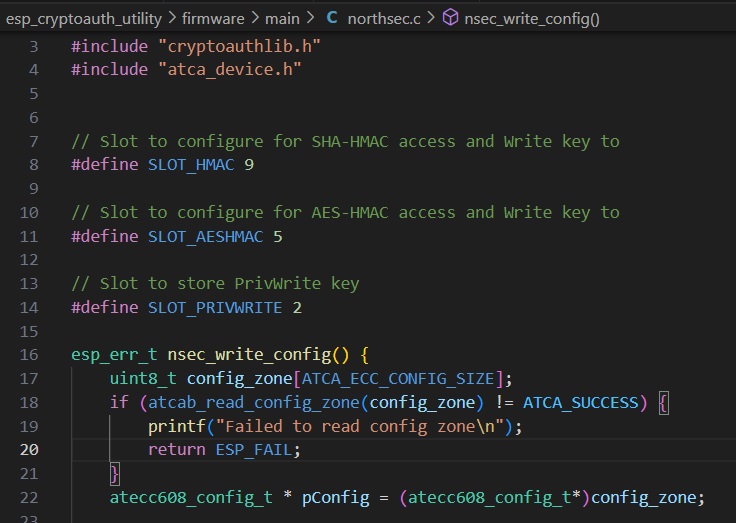 esp_cryptoauth_utility > firmware > main > C northsec.c > nsec_write_config()
3 #include "cryptoauthlib.h"
4 #include "atca_device.h"
5
6
7 // Slot to configure for SHA-HMAC access and Write key to
8 #define SLOT_HMAC 9
9
10 // Slot to configure for AES-HMAC access and Write key to
11 #define SLOT_AESHMAC 5
12
13 // Slot to store PrivWrite key
14 #define SLOT_PRIVWRITE 2
15
16 esp_err_t nsec_write_config() {
17 uint8_t config_zone[ATCA_ECC_CONFIG_SIZE];
18 if (atcab_read_config_zone(config_zone) != ATCA_SUCCESS) {
19 printf("Failed to read config zone\n");
20 return ESP_FAIL;
21 }
22 atecc608_config_t * pConfig = (atecc608_config_t*)config_zone;
23